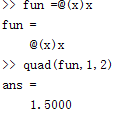 >> fun =@(x)x
fun =
@(x)x
>> quad(fun,1,2)
ans =
1.5000